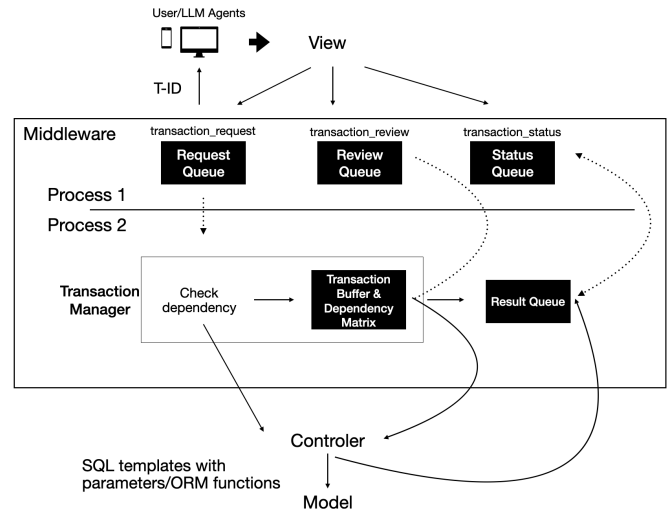 User/LLM Agents
View
T-ID
Middleware
transaction_request
transaction_review
transaction_status
Request
Queue
Review
Queue
Status
Queue
Process 1
Process 2
Transaction
Manager
Check
dependency
Transaction
Buffer &
Dependency
Matrix
Result Queue
Controler
SQL templates with
parameters/ORM functions
Model